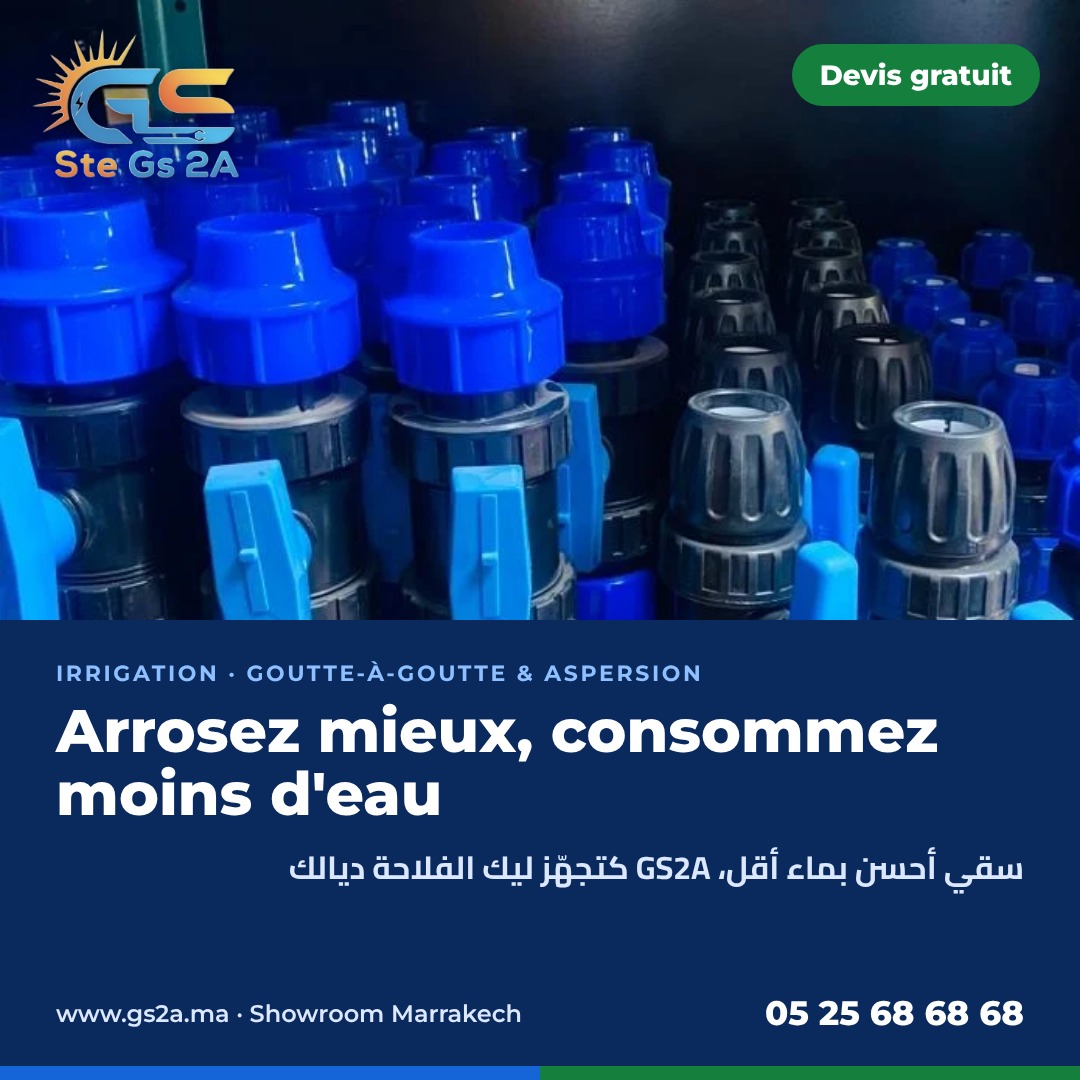 GS
Ste Gs 2A
Devis gratuit
IRRIGATION · GOUTTE-À-GOUTTE & ASPERSION
Arrosez mieux, consommez
moins d'eau
سقي أحسن بماء أقل، GS2A كتجهّز ليك الفلاحة ديالك
www.gs2a.ma · Showroom Marrakech
05 25 68 68 68